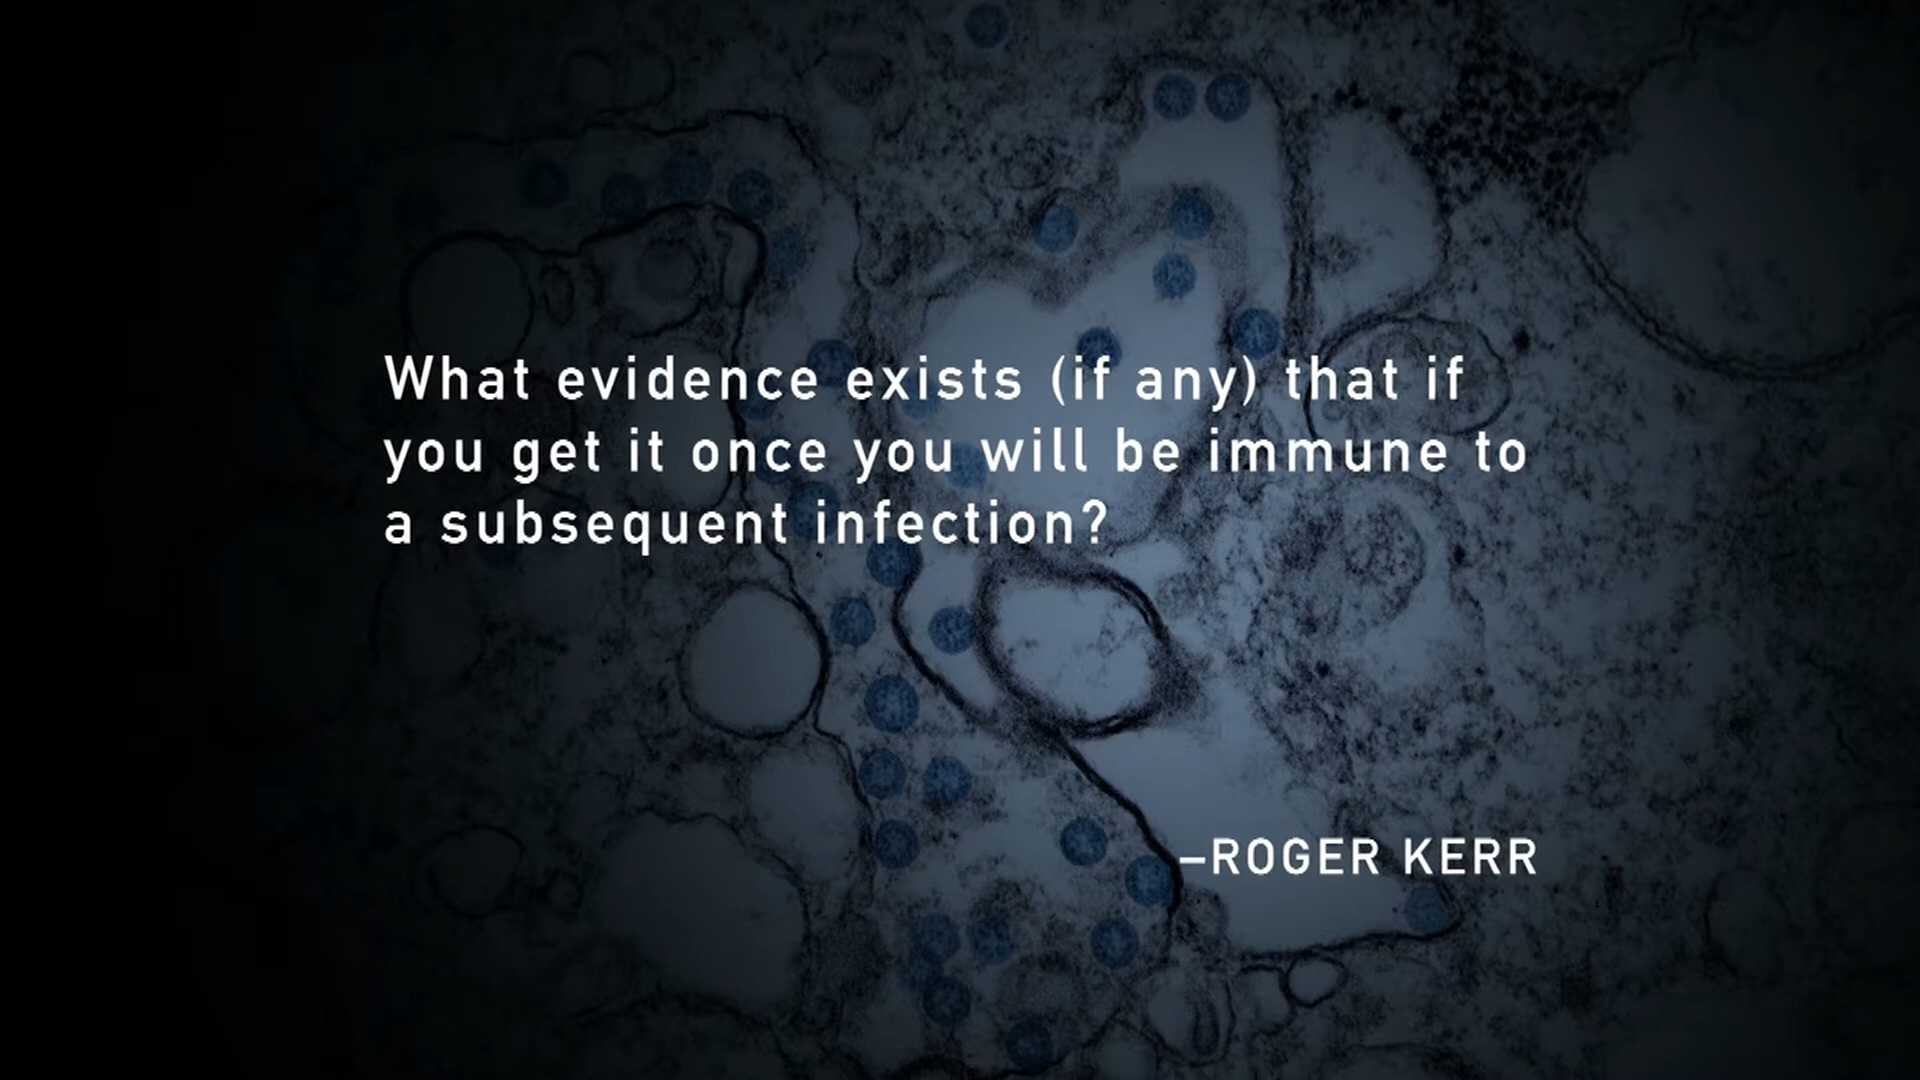 What evidence exists (if any) that if
you get it once you will be immune to
a subsequent infection?
–ROGER KERR